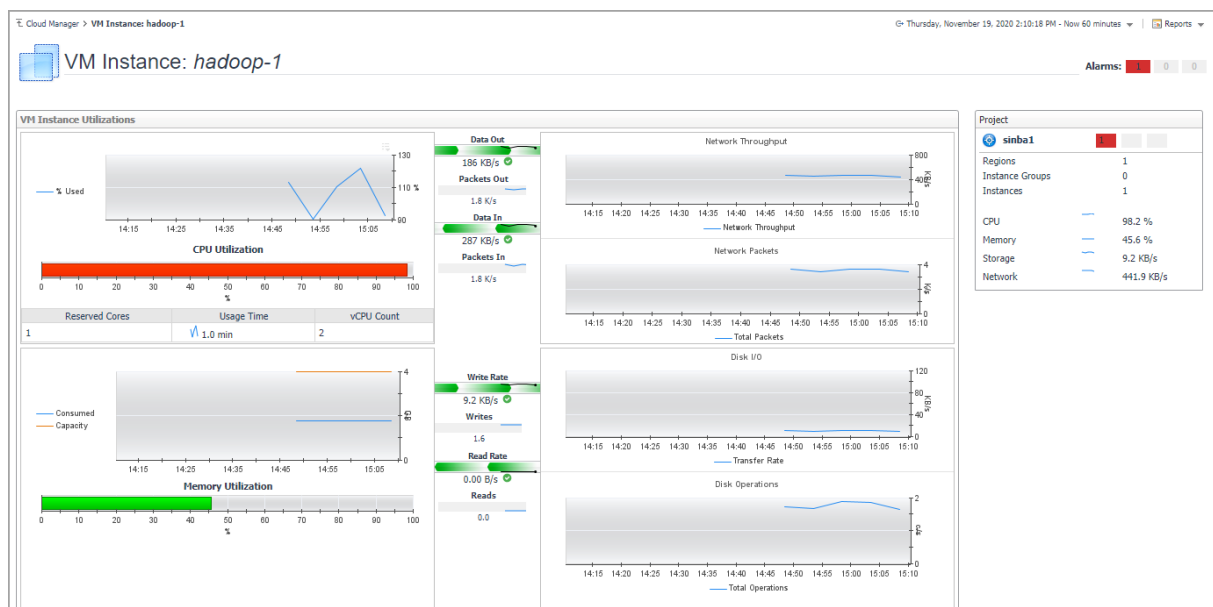 Cloud Manager > VM Instance: hadoop-1
Thursday, November 19, 2020 2:10:18 PM - Now 60 minutes
Reports
VM Instance: hadoop-1
Alarms: 1 0 0
VM Instance Utilizations
130
110 %
90
% Used
14:15 14:25 14:35 14:45 14:55 15:05
CPU Utilization
0 10 20 30 40 50 60 70 80 90 100
%
Reserved Cores Usage Time vCPU Count
1 1.0 min 2
Data Out
186 KB/s
Packets Out
1.8 K/s
Data In
287 KB/s
Packets In
1.8 K/s
Network Throughput
800
400
0
KB/s
14:15 14:20 14:25 14:30 14:35 14:40 14:45 14:50 14:55 15:00 15:05 15:10
Network Throughput
Network Packets
4
0
K/s
14:15 14:20 14:25 14:30 14:35 14:40 14:45 14:50 14:55 15:00 15:05 15:10
Total Packets
4
0
GB
Consumed
Capacity
14:15 14:25 14:35 14:45 14:55 15:05
Memory Utilization
0 10 20 30 40 50 60 70 80 90 100
%
Write Rate
9.2 KB/s
Writes
1.6
Read Rate
0.00 B/s
Reads
0.0
Disk I/O
120
80
40
0
KB/s
14:15 14:20 14:25 14:30 14:35 14:40 14:45 14:50 14:55 15:00 15:05 15:10
Transfer Rate
Disk Operations
2
0
14:15 14:20 14:25 14:30 14:35 14:40 14:45 14:50 14:55 15:00 15:05 15:10
Total Operations
Project
sinba1 1
Regions 1
Instance Groups 0
Instances 1
CPU 98.2 %
Memory 45.6 %
Storage 9.2 KB/s
Network 441.9 KB/s